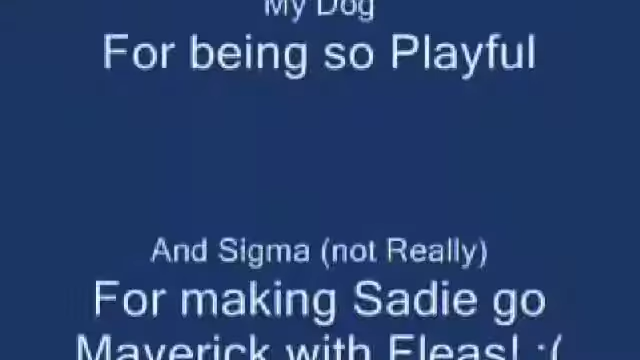 My Dog
For being so Playful
And Sigma (not Really)
For making Sadie go
Maverick with Fleas! :(